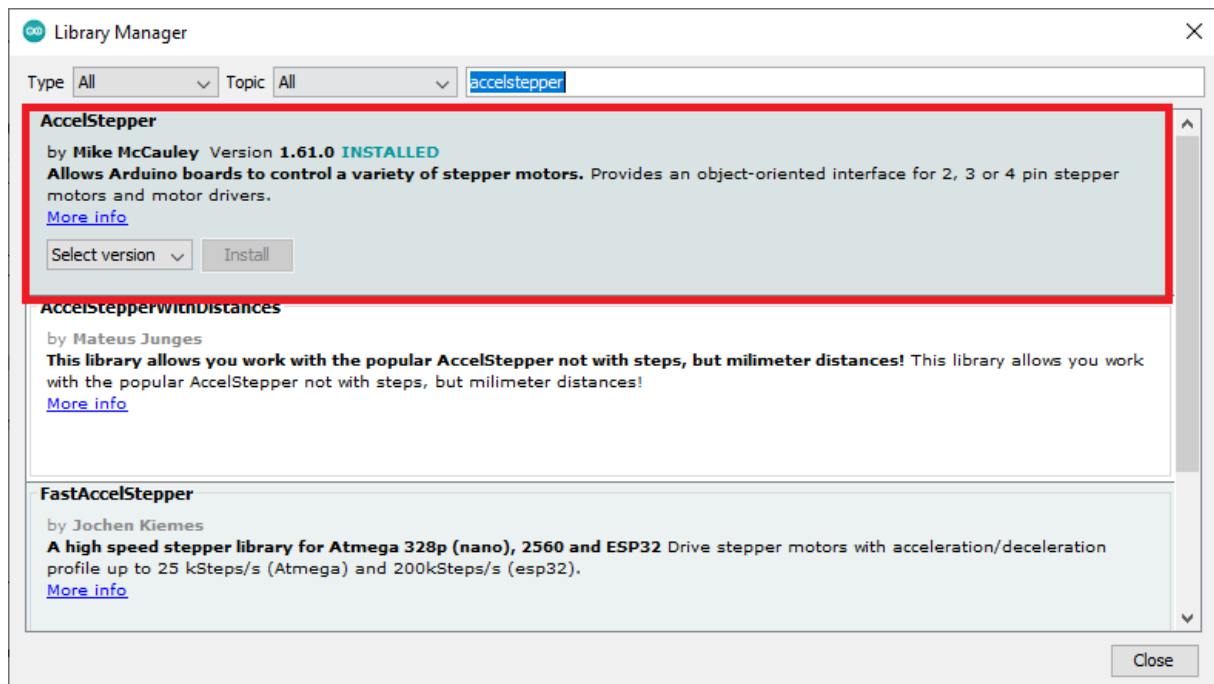 Library Manager
Type All Topic All accelstepper
AccelStepper
by Mike McCauley Version 1.61.0 INSTALLED
Allows Arduino boards to control a variety of stepper motors. Provides an object-oriented interface for 2, 3 or 4 pin stepper
motors and motor drivers.
More info
Select version Install
AccelStepperWithDistances
by Mateus Junges
This library allows you work with the popular AccelStepper not with steps, but milimeter distances! This library allows you work
with the popular AccelStepper not with steps, but milimeter distances!
More info
FastAccelStepper
by Jochen Kiemes
A high speed stepper library for Atmega 328p (nano), 2560 and ESP32 Drive stepper motors with acceleration/deceleration
profile up to 25 kSteps/s (Atmega) and 200kSteps/s (esp32).
More info
Close